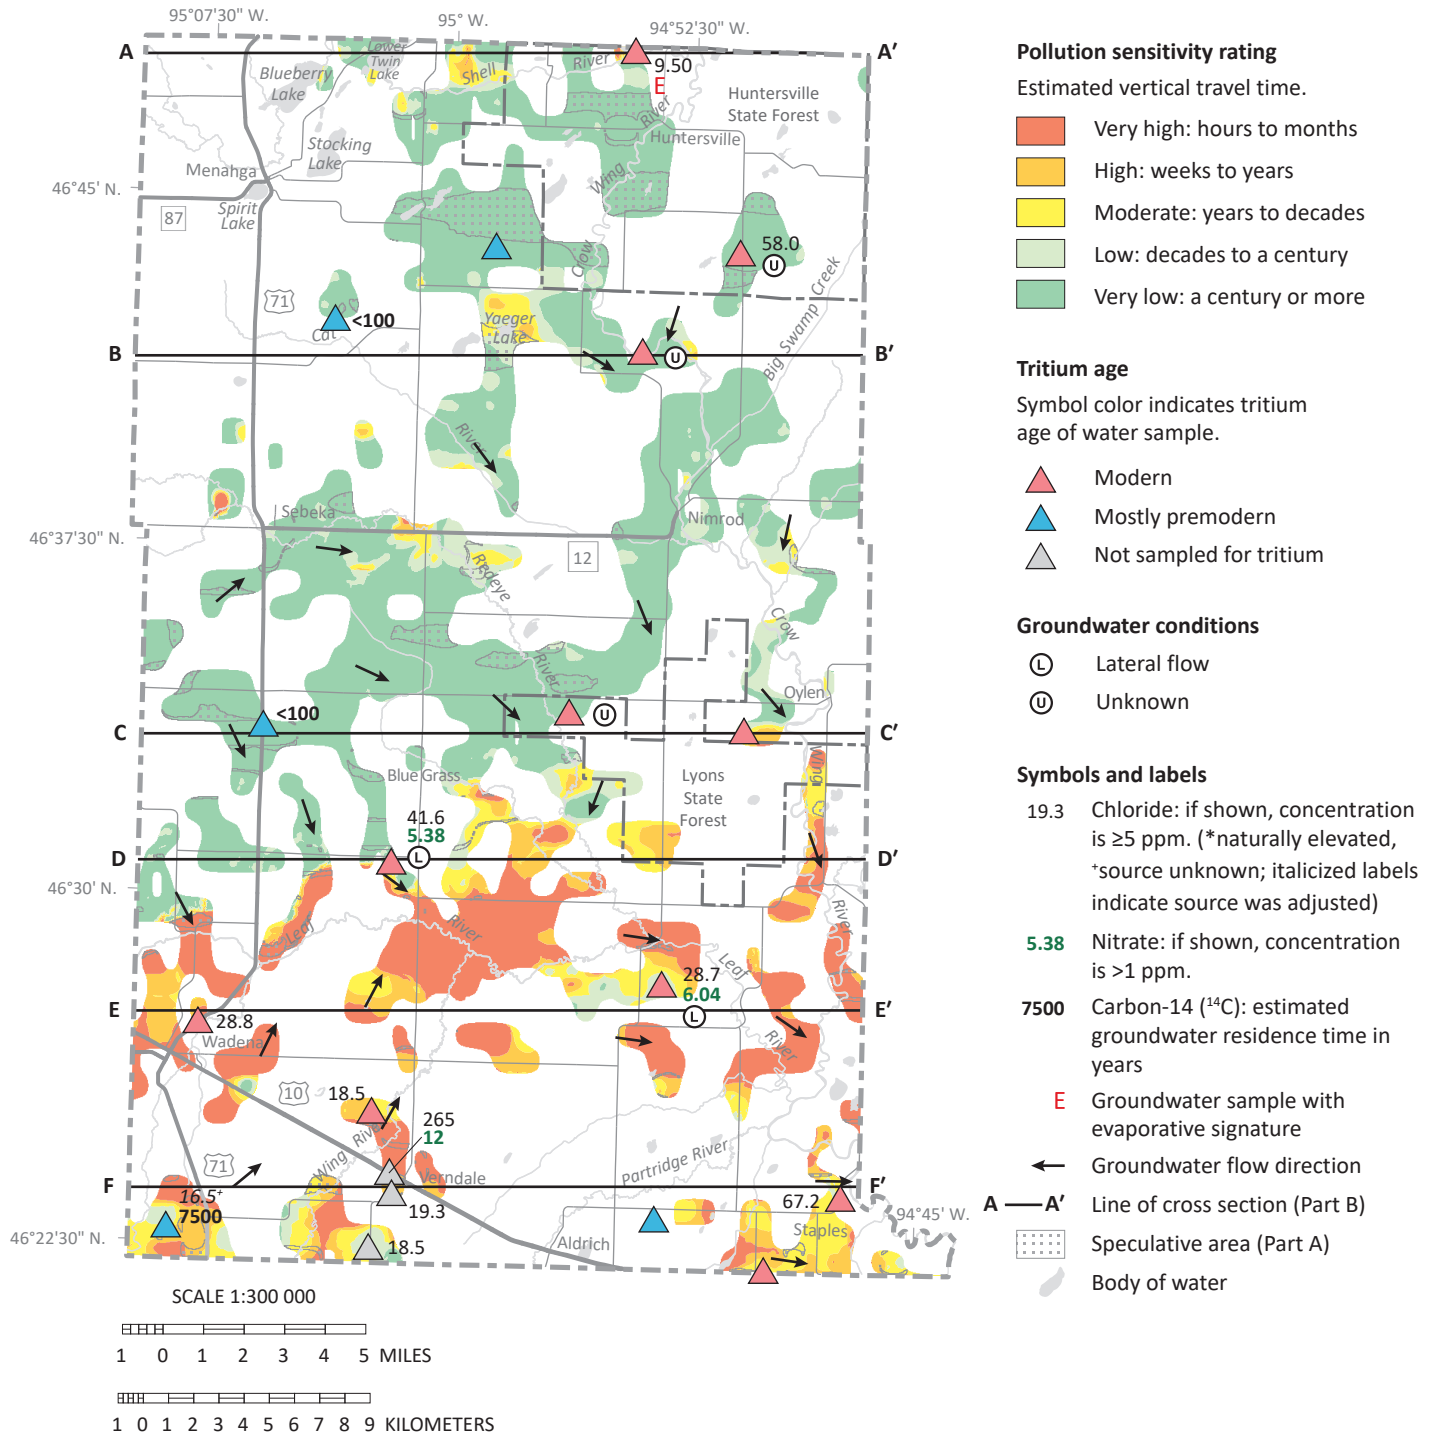 95°07'30" W.
95° W.
94°52'30" W.
A
A′
Lower
Twin
Lake
Blueberry
Lake
Shell
River
9.50
E
Huntersville
State Forest
River
Huntersville
Stocking
Lake
Menahga
Wing
46°45' N.
87
Spirit
Lake
Crow
58.0
U
Big Swamp Creek
71
<100
Cat
Yaeger
Lake
B
B′
U
River
Sebeka
Nimrod
46°37'30" N.
12
Redeye
Crow
River
Oylen
<100
U
C
C′
Wing
Blue Grass
Lyons
State
Forest
41.6
5.38
L
D
D′
46°30' N.
Leaf
River
River
Leaf
28.7
6.04
E
E′
L
28.8
Wadena
River
10
18.5
265
12
River
Wing
Partridge River
71
Verndale
F
F′
16.5+
7500
67.2
19.3
94°45' W.
Staples
46°22'30" N.
18.5
Aldrich
SCALE 1:300 000
1 0 1 2 3 4 5 MILES
1 0 1 2 3 4 5 6 7 8 9 KILOMETERS
Pollution sensitivity rating
Estimated vertical travel time.
Very high: hours to months
High: weeks to years
Moderate: years to decades
Low: decades to a century
Very low: a century or more
Tritium age
Symbol color indicates tritium
age of water sample.
Modern
Mostly premodern
Not sampled for tritium
Groundwater conditions
L Lateral flow
U Unknown
Symbols and labels
19.3 Chloride: if shown, concentration
is ≥5 ppm. (*naturally elevated,
+source unknown; italicized labels
indicate source was adjusted)
5.38 Nitrate: if shown, concentration
is >1 ppm.
7500 Carbon-14 (14C): estimated
groundwater residence time in
years
E Groundwater sample with
evaporative signature
Groundwater flow direction
A A′ Line of cross section (Part B)
Speculative area (Part A)
Body of water